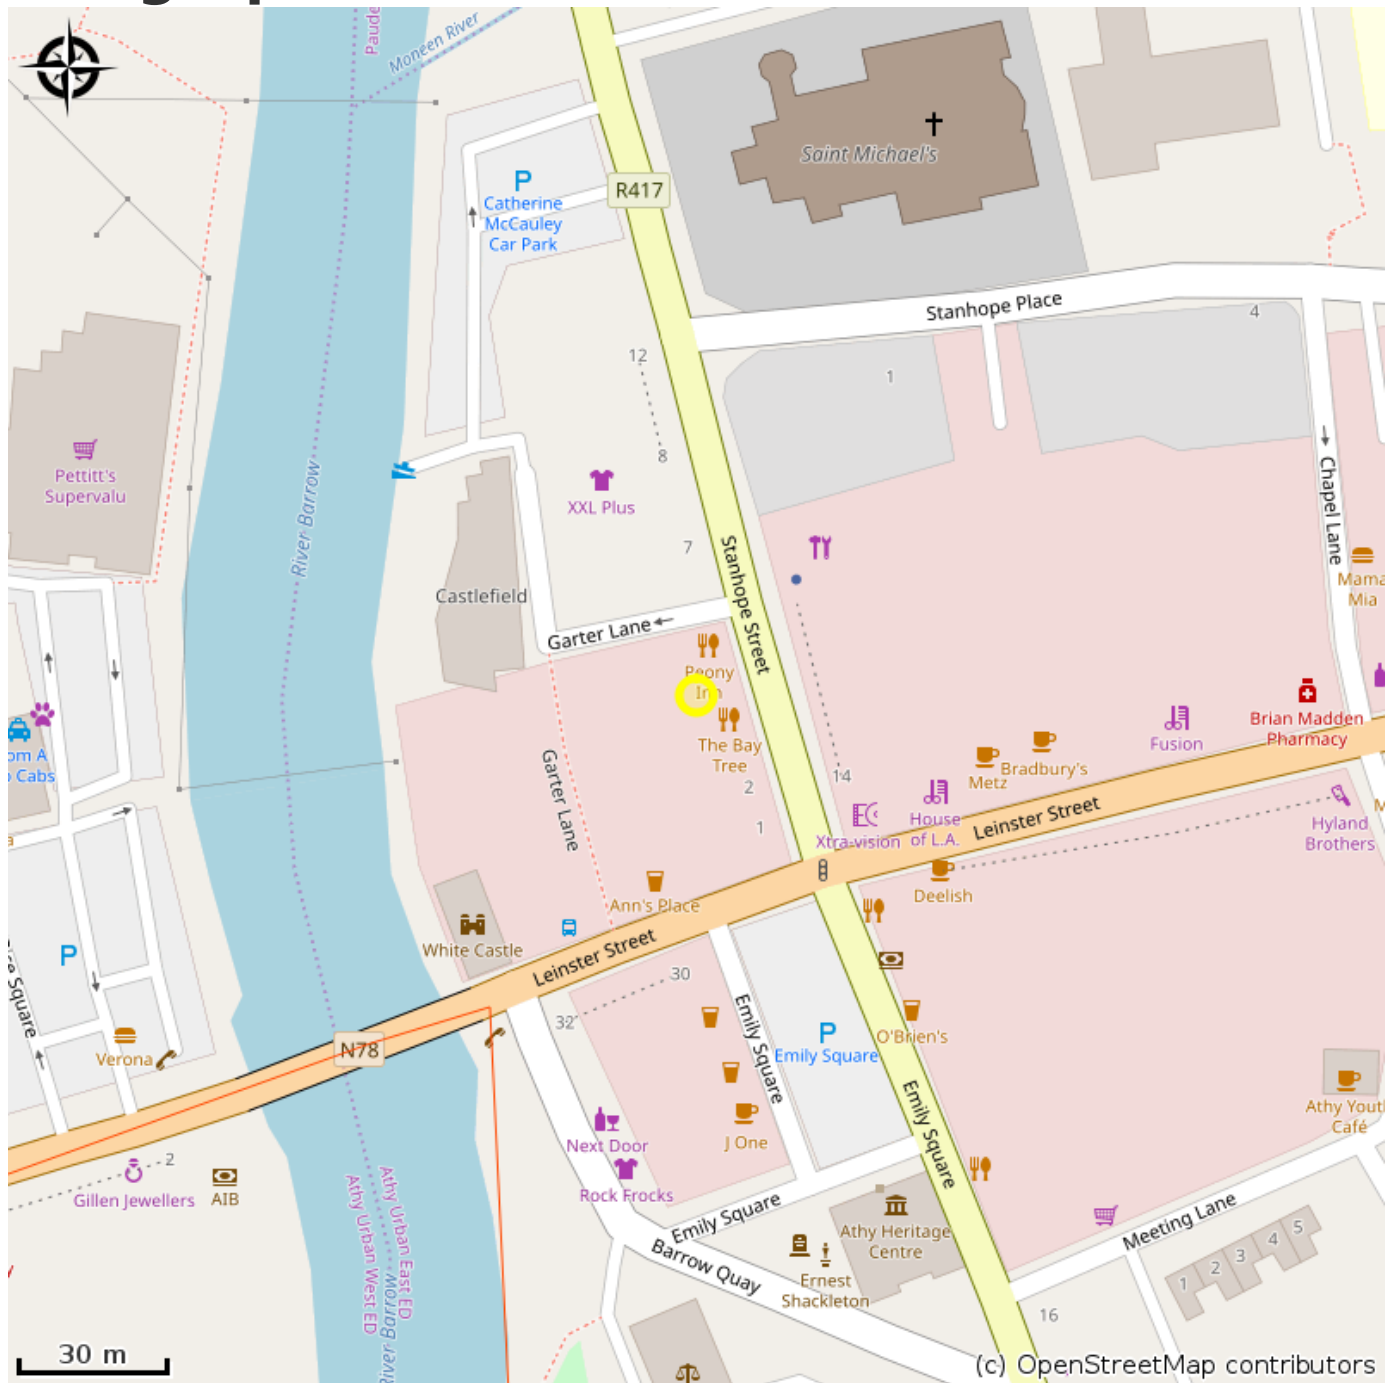 Moneen River
Saint Michael's
P
Catherine
McCauley
Car Park
R417
Stanhope Place
4
12
1
8
Pettitt's
Supervalu
River Barrow
XXL Plus
Chapel Lane
7
Stanhope Street
Castlefield
Garter Lane
Mama
Mia
Peony
Inn
The Bay
Tree
Brian Madden
Pharmacy
Fusion
Bradbury's
Metz
Garter Lane
2
14
1
House
of L.A.
Xtra-vision
Leinster Street
Hyland
Brothers
Deelish
Ann's Place
White Castle
Leinster Street
P
30
32
Emily Square
P
Emily Square
O'Brien's
N78
Verona
Emily Square
Athy Youth
Café
Next Door
J One
2
Gillen Jewellers
AIB
Rock Frocks
Athy Urban East ED
Athy Urban West ED
River Barrow
Emily Square
Athy Heritage
Centre
Meeting Lane
Barrow Quay
Ernest
Shackleton
1
2
3
4
5
16
30 m
(c) OpenStreetMap contributors